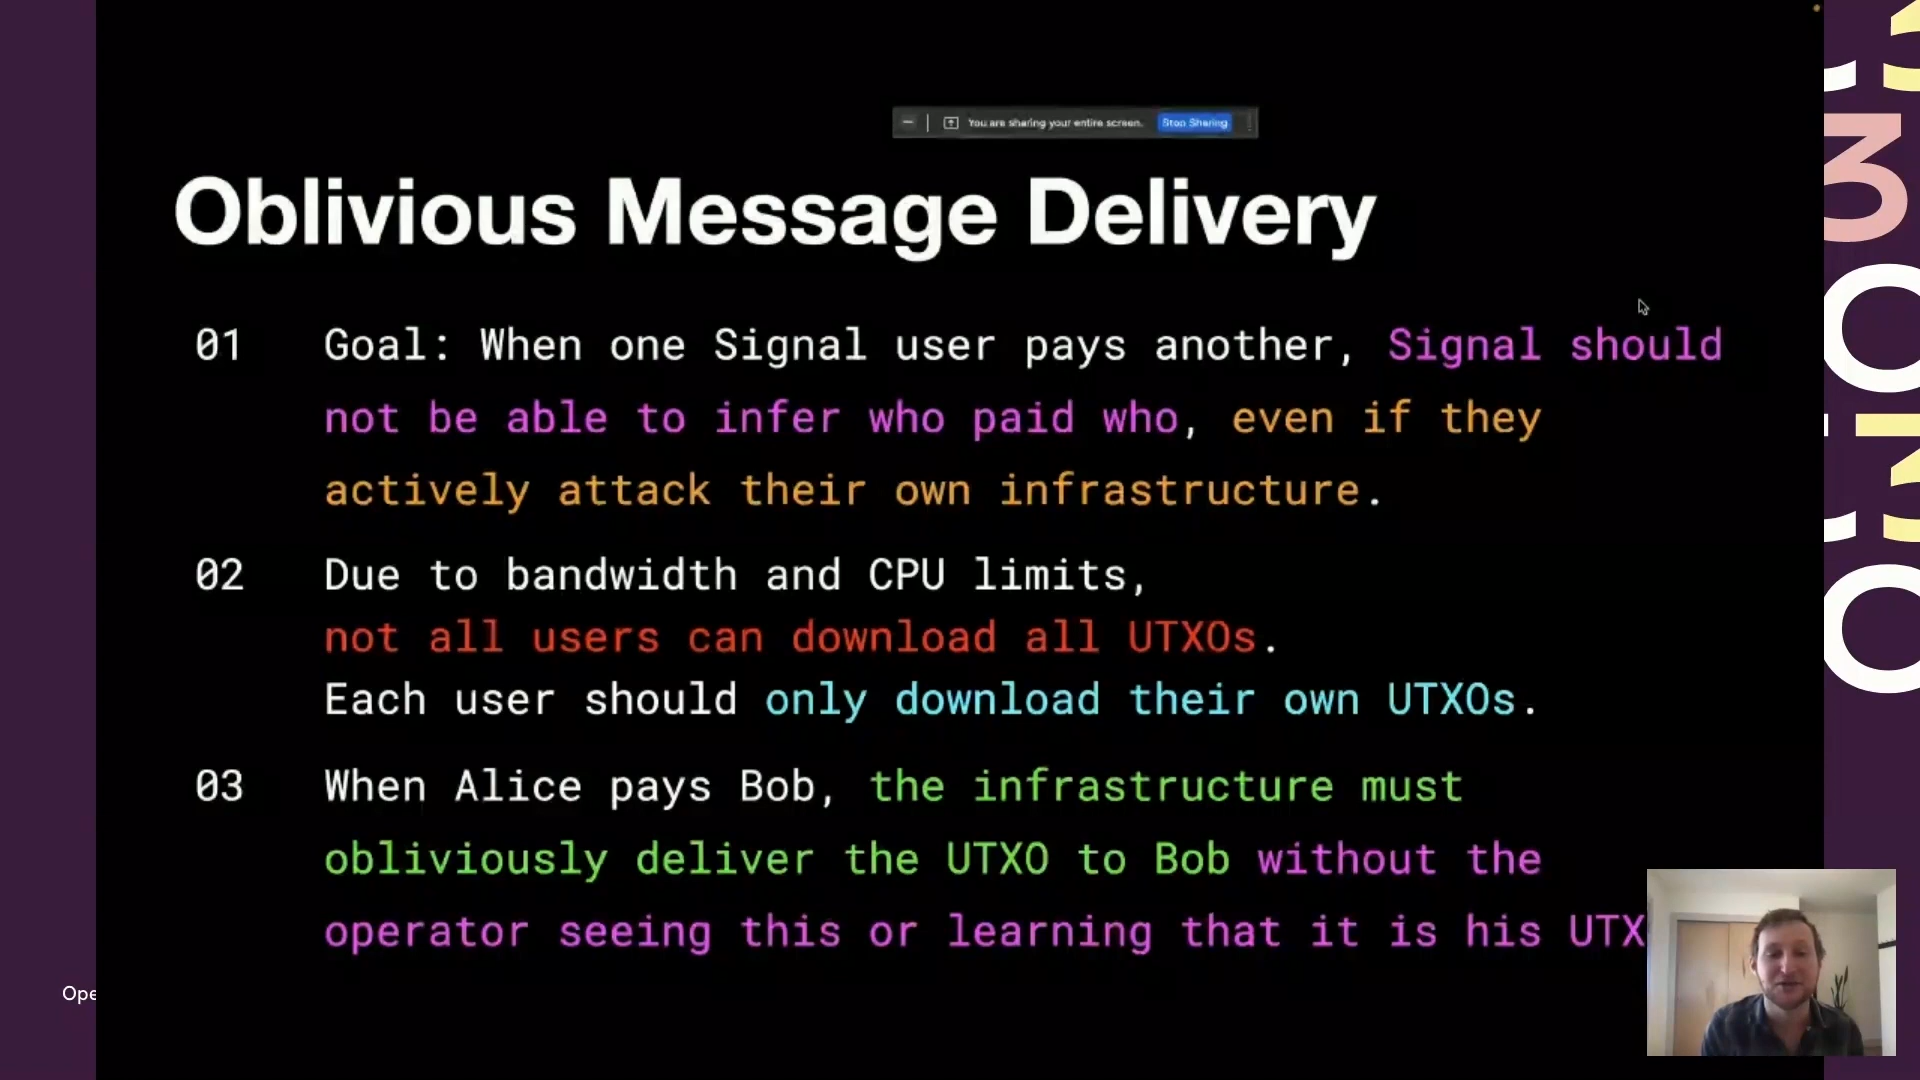 You are sharing your entire screen. Stop Sharing
Oblivious Message Delivery
01 Goal: When one Signal user pays another, Signal should
not be able to infer who paid who, even if they
actively attack their own infrastructure.
02 Due to bandwidth and CPU limits,
not all users can download all UTXOs.
Each user should only download their own UTXOs.
03 When Alice pays Bob, the infrastructure must
obliviously deliver the UTXO to Bob without the
operator seeing this or learning that it is his UTX
Ope